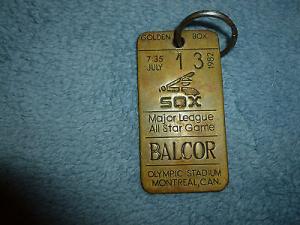 GOLDEN BOX
7:35 JULY 13 1982
SOX
Major League
All Star Game
BALCOR
OLYMPIC STADIUM
MONTREAL, CAN.